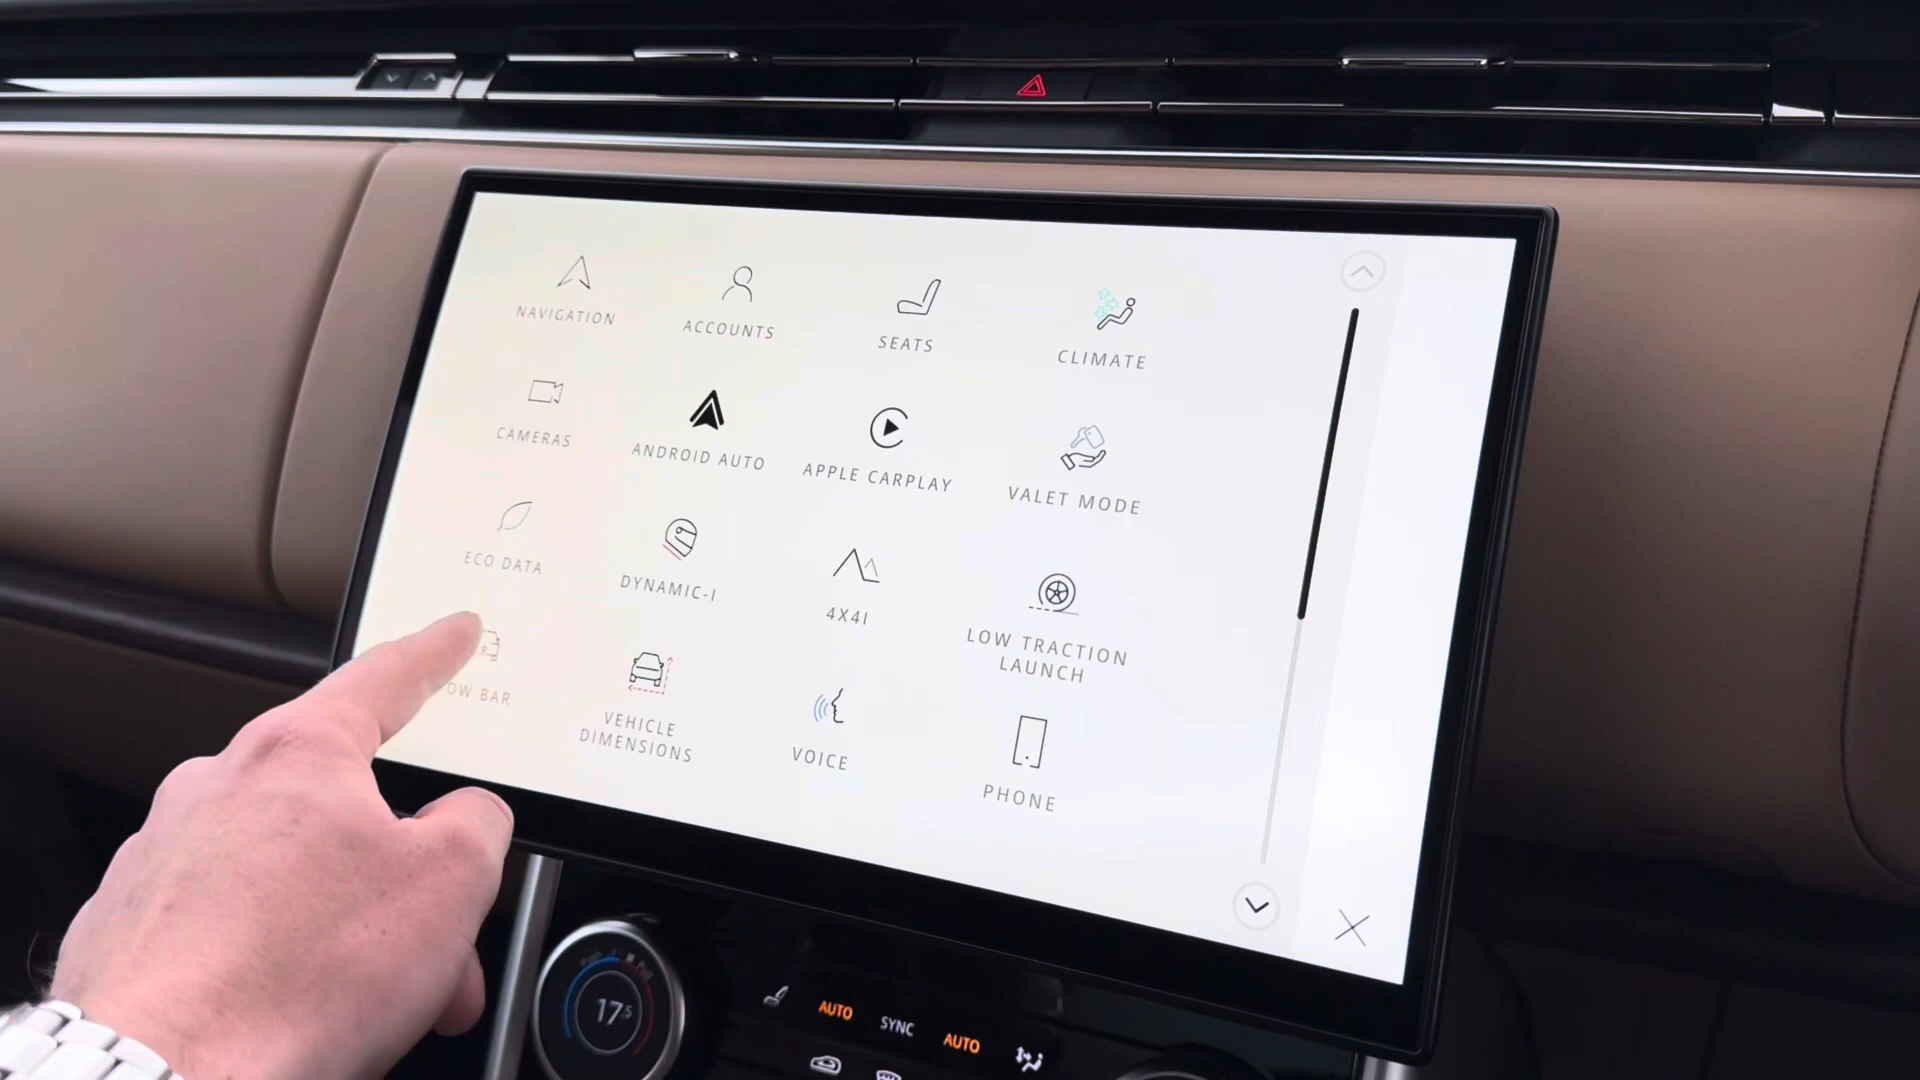 NAVIGATION
ACCOUNTS
SEATS
CLIMATE
CAMERAS
ANDROID AUTO
APPLE CARPLAY
VALET MODE
ECO DATA
DYNAMIC-I
4X4I
LOW TRACTION
LAUNCH
OW BAR
VEHICLE
DIMENSIONS
VOICE
PHONE
17.5
AUTO
SYNC
AUTO